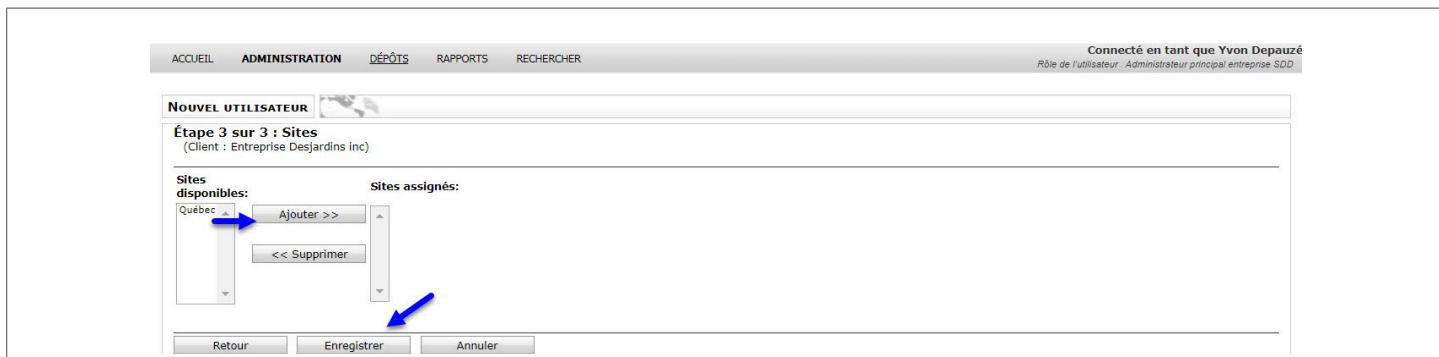 ACCUEIL ADMINISTRATION DÉPÔTS RAPPORTS RECHERCHER
Connecté en tant que Yvon Depauzé
Rôle de l'utilisateur : Administrateur principal entreprise SDD
NOUVEL UTILISATEUR
Étape 3 sur 3 : Sites
(Client : Entreprise Desjardins inc)
Sites disponibles:
Sites assignés:
Québec
Ajouter >>
<< Supprimer
Retour Enregistrer Annuler